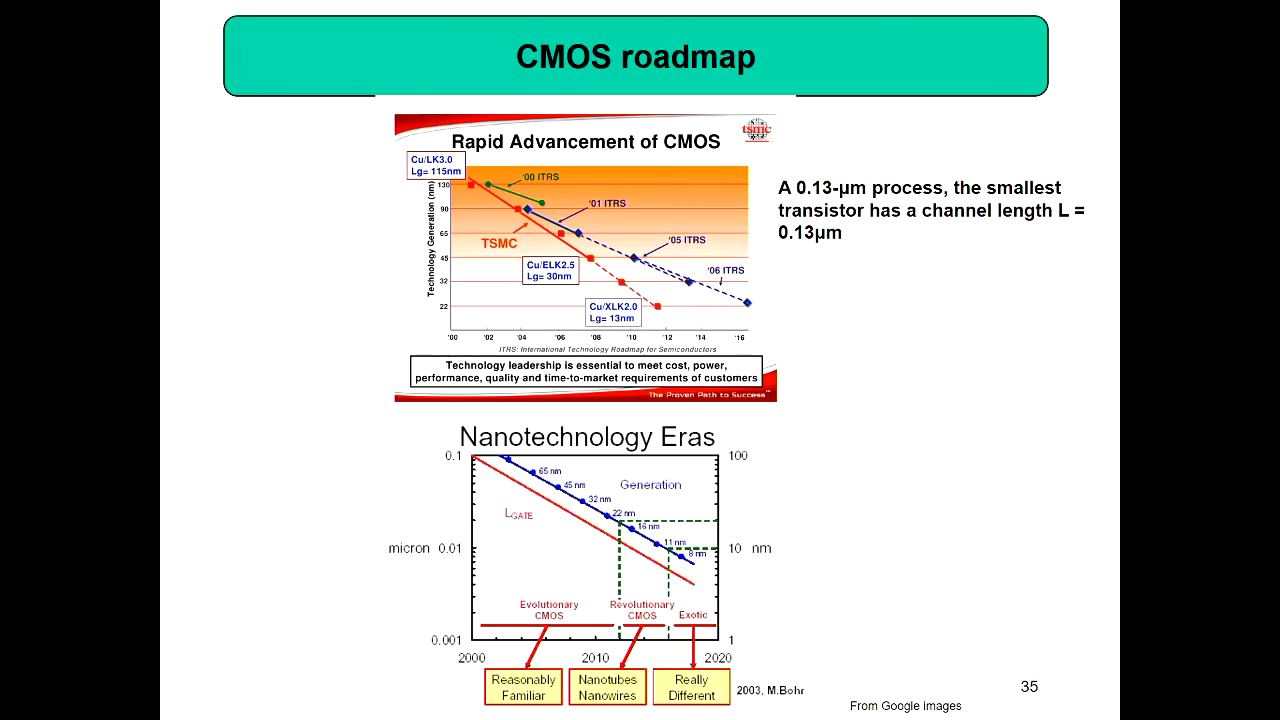 CMOS roadmap
Rapid Advancement of CMOS
tsmc
Cu/LK3.0
Lg= 115nm
Technology Generation (nm)
130
90
65
45
32
22
'00 ITRS
'01 ITRS
TSMC
'05 ITRS
'06 ITRS
Cu/ELK2.5
Lg= 30nm
Cu/XLK2.0
Lg= 13nm
'00 '02 '04 '06 '08 '10 '12 '14 '16
ITRS: International Technology Roadmap for Semiconductors
Technology leadership is essential to meet cost, power,
performance, quality and time-to-market requirements of customers
The Proven Path to Success™
A 0.13-µm process, the smallest
transistor has a channel length L =
0.13µm
Nanotechnology Eras
0.1
100
65 nm
45 nm
Generation
32 nm
LGATE
22 nm
16 nm
micron 0.01
11 nm
10 nm
8 nm
Evolutionary
CMOS
Revolutionary
CMOS
Exotic
0.001
1
2000 2010 2020
Reasonably
Familiar
Nanotubes
Nanowires
Really
Different
2003, M.Bohr
35
From Google images